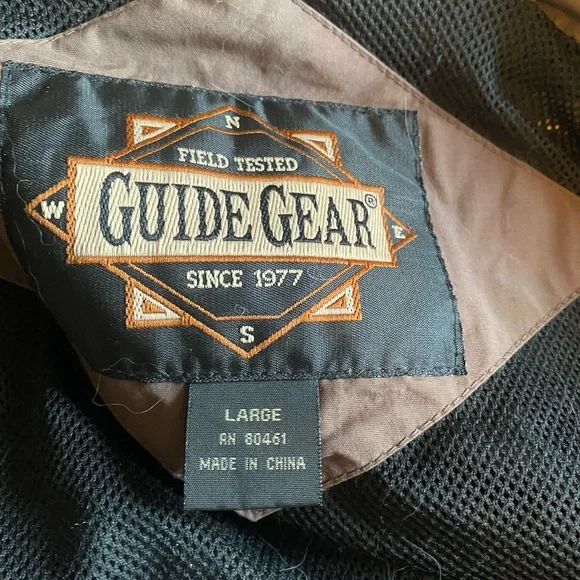 N
FIELD TESTED
W GUIDE GEAR® E
SINCE 1977
S
LARGE
RN 80461
MADE IN CHINA